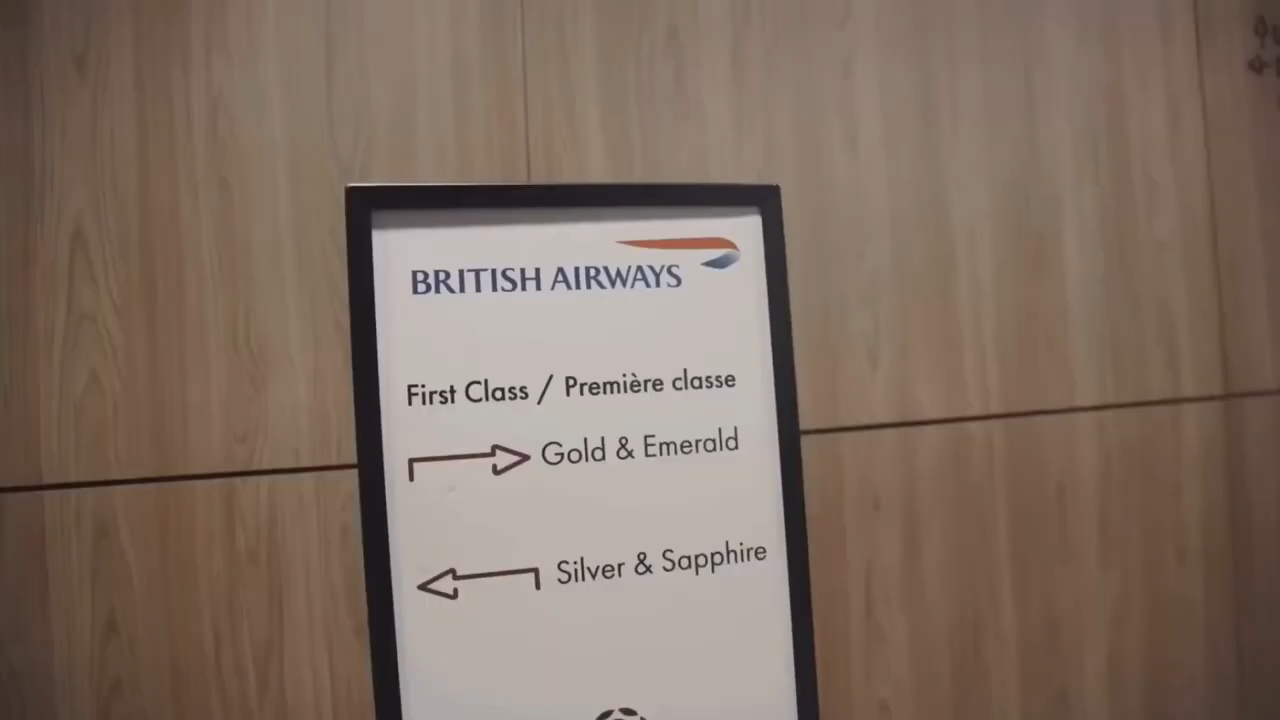 BRITISH AIRWAYS
First Class / Première classe
Gold & Emerald
Silver & Sapphire